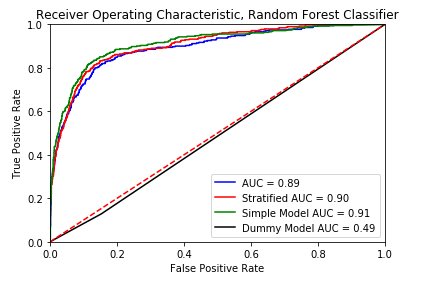 Receiver Operating Characteristic, Random Forest Classifier
1.0
0.8
0.6
0.4
0.2
0.0
True Positive Rate
AUC = 0.89
Stratified AUC = 0.90
Simple Model AUC = 0.91
Dummy Model AUC = 0.49
0.0 0.2 0.4 0.6 0.8 1.0
False Positive Rate